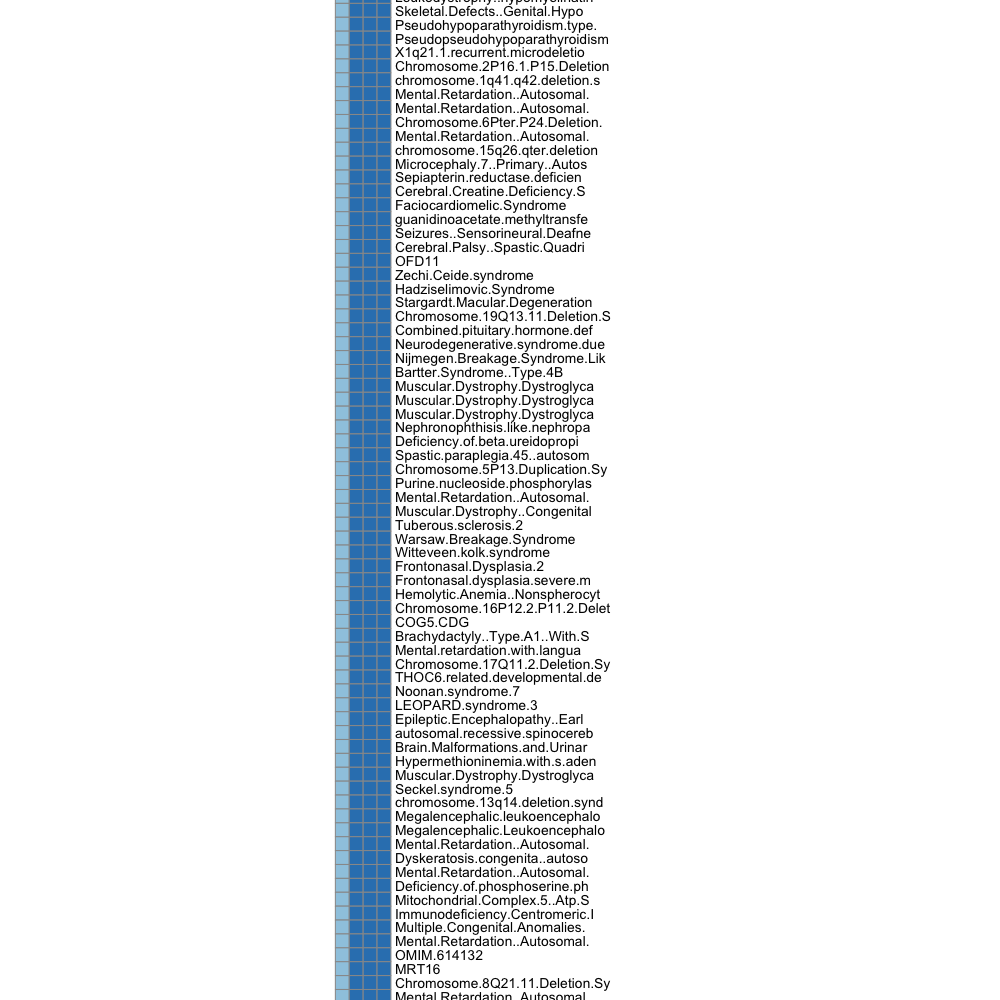 Skeletal.Defects..Genital.Hypo
Pseudohypoparathyroidism.type.
Pseudopseudohypoparathyroidism
X1q21.1.recurrent.microdeletio
Chromosome.2P16.1.P15.Deletion
chromosome.1q41.q42.deletion.s
Mental.Retardation..Autosomal.
Mental.Retardation..Autosomal.
Chromosome.6Pter.P24.Deletion.
Mental.Retardation..Autosomal.
chromosome.15q26.qter.deletion
Microcephaly.7..Primary..Autos
Sepiapterin.reductase.deficien
Cerebral.Creatine.Deficiency.S
Faciocardiomelic.Syndrome
guanidinoacetate.methyltransfe
Seizures..Sensorineural.Deafne
Cerebral.Palsy..Spastic.Quadri
OFD11
Zechi.Ceide.syndrome
Hadziselimovic.Syndrome
Stargardt.Macular.Degeneration
Chromosome.19Q13.11.Deletion.S
Combined.pituitary.hormone.def
Neurodegenerative.syndrome.due
Nijmegen.Breakage.Syndrome.Lik
Bartter.Syndrome..Type.4B
Muscular.Dystrophy.Dystroglyca
Muscular.Dystrophy.Dystroglyca
Muscular.Dystrophy.Dystroglyca
Nephronophthisis.like.nephropa
Deficiency.of.beta.ureidopropi
Spastic.paraplegia.45..autosom
Chromosome.5P13.Duplication.Sy
Purine.nucleoside.phosphorylas
Mental.Retardation..Autosomal.
Muscular.Dystrophy..Congenital
Tuberous.sclerosis.2
Warsaw.Breakage.Syndrome
Witteveen.kolk.syndrome
Frontonasal.Dysplasia.2
Frontonasal.dysplasia.severe.m
Hemolytic.Anemia..Nonspherocyt
Chromosome.16P12.2.P11.2.Delet
COG5.CDG
Brachydactyly..Type.A1..With.S
Mental.retardation.with.langua
Chromosome.17Q11.2.Deletion.Sy
THOC6.related.developmental.de
Noonan.syndrome.7
LEOPARD.syndrome.3
Epileptic.Encephalopathy..Earl
autosomal.recessive.spinocereb
Brain.Malformations.and.Urinar
Hypermethioninemia.with.s.aden
Muscular.Dystrophy.Dystroglyca
Seckel.syndrome.5
chromosome.13q14.deletion.synd
Megalencephalic.leukoencephalo
Megalencephalic.Leukoencephalo
Mental.Retardation..Autosomal.
Dyskeratosis.congenita..autoso
Mental.Retardation..Autosomal.
Deficiency.of.phosphoserine.ph
Mitochondrial.Complex.5..Atp.S
Immunodeficiency.Centromeric.I
Multiple.Congenital.Anomalies.
Mental.Retardation..Autosomal.
OMIM.614132
MRT16
Chromosome.8Q21.11.Deletion.Sy
Mental.Retardation..Autosomal.